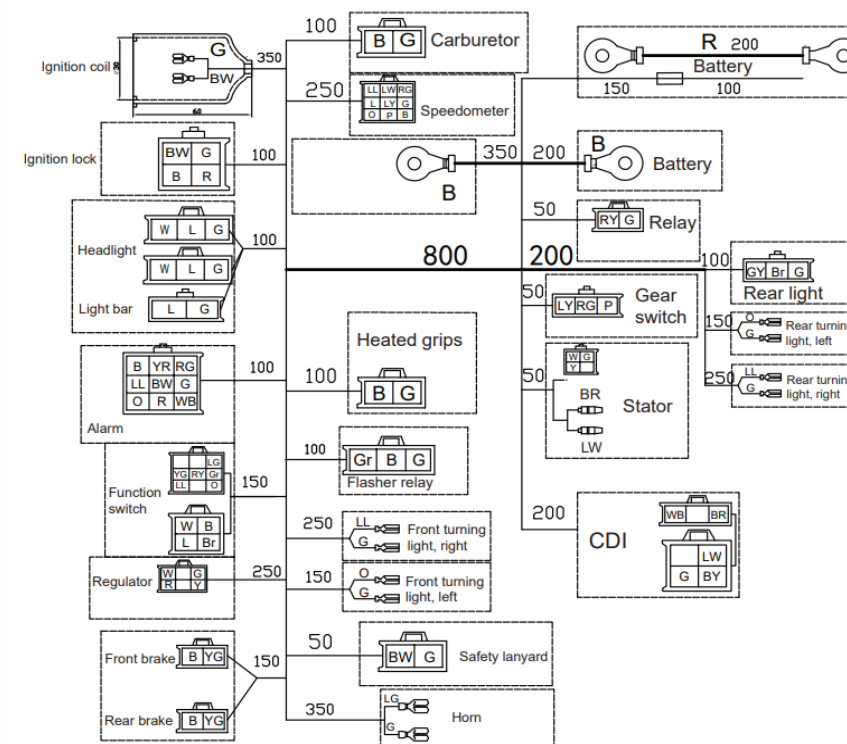 Ignition coil
G
BW
30
60
350
Ignition lock
BW G
B R
100
Headlight
W L G
W L G
Light bar
L G
100
Alarm
B YR RG
LL BW G
O R WB
100
Function switch
LG
YG RY Gr
LL O
W B
L Br
150
Regulator
W G
R Y
250
Front brake
B YG
Rear brake
B YG
150
100
B G
Carburetor
250
LL LW RG
L LY G
O P B
Speedometer
B
350
200
B
Battery
R 200
Battery
150
100
50
RY G
Relay
800
200
100
GY Br G
Rear light
50
LY RG P
Gear
switch
150
O
G
Rear turning
light, left
250
LL
G
Rear turning
light, right
50
W G
Y
BR
LW
Stator
Heated grips
100
B G
100
Gr B G
Flasher relay
250
LL
G
Front turning
light, right
150
O
G
Front turning
light, left
200
CDI
WB BR
LW
G BY
50
BW G
Safety lanyard
350
LG
G
Horn